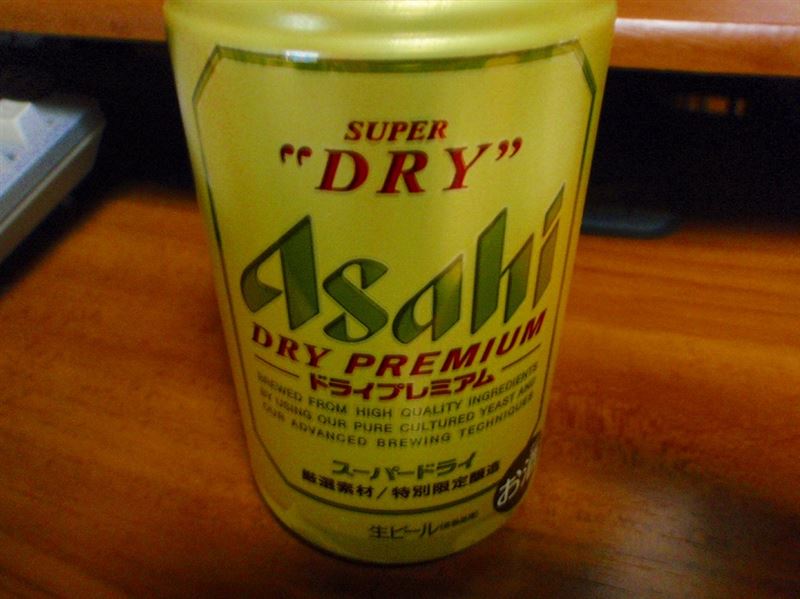 SUPER
"DRY"
Asahi
DRY PREMIUM
ドライプレミアム
BREWED FROM HIGH QUALITY INGREDIENTS
BY USING OUR PURE CULTURED YEAST AND
OUR ADVANCED BREWING TECHNIQUES
スーパードライ
厳選素材/特別限定醸造
お酒
生ビール